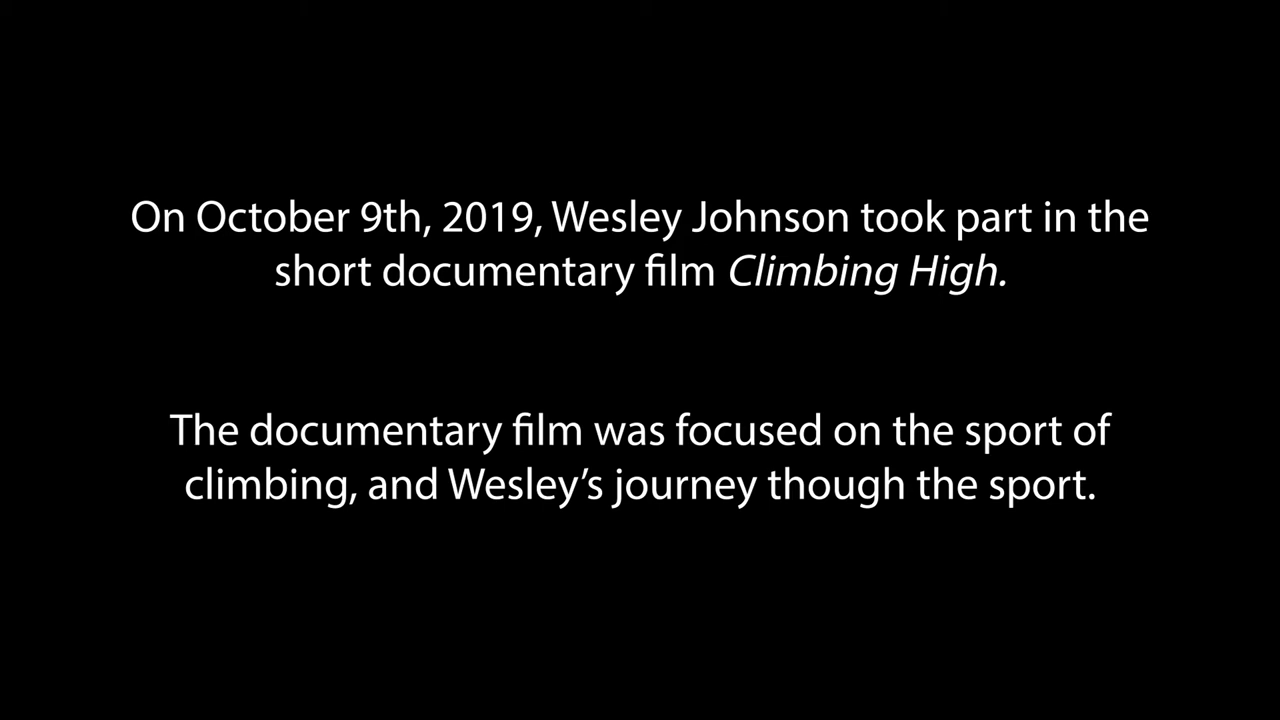 On October 9th, 2019, Wesley Johnson took part in the
short documentary film Climbing High.
The documentary film was focused on the sport of
climbing, and Wesley’s journey though the sport.